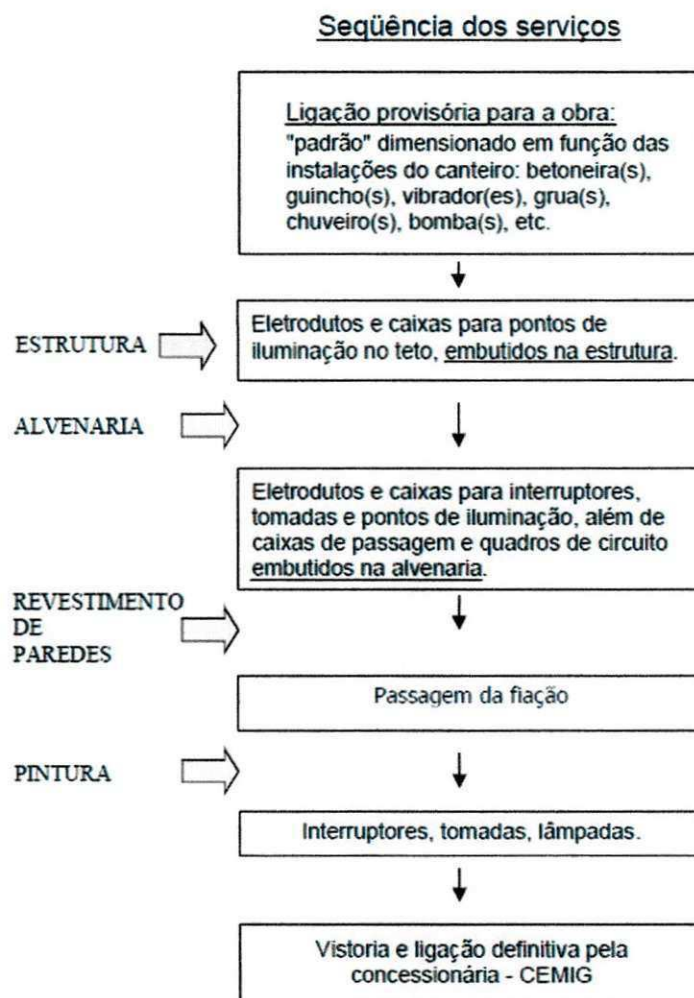 Seqüência dos serviços
Ligação provisória para a obra:
"padrão" dimensionado em função das
instalações do canteiro: betoneira(s),
guincho(s), vibrador(es), grua(s),
chuveiro(s), bomba(s), etc.
ESTRUTURA
Eletrodutos e caixas para pontos de
iluminação no teto, embutidos na estrutura.
ALVENARIA
Eletrodutos e caixas para interruptores,
tomadas e pontos de iluminação, além de
caixas de passagem e quadros de circuito
embutidos na alvenaria.
REVESTIMENTO
DE
PAREDES
Passagem da fiação
PINTURA
Interruptores, tomadas, lâmpadas.
Vistoria e ligação definitiva pela
concessionária - CEMIG